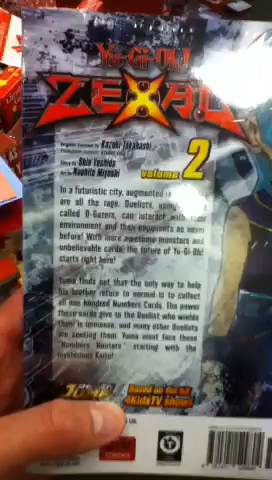 Yu-Gi-Oh!
ZEXAL
Original Concept by Kazuki Takahashi
Production Support: STUDIO DICE
Story by Shin Yoshida
Art by Naohito Miyoshi
volume 2
In a futuristic city, augmented
are all the rage. Duelists, using
called D-Gazers, can interact with their
environment and their opponents as never
before! With more awesome monsters and
unbelievable cards, the future of Yu-Gi-Oh!
starts right here!
Yuma finds out that the only way to help
his brother return to normal is to collect
all one hundred Numbers Cards. The power
these cards give to the Duelist who wields
them is immense, and many other Duelists
are seeking them. Yuma must face these
"Numbers Hunters" starting with the
mysterious Kaito!
JUMP
Based on the hit
4KidsTV show!